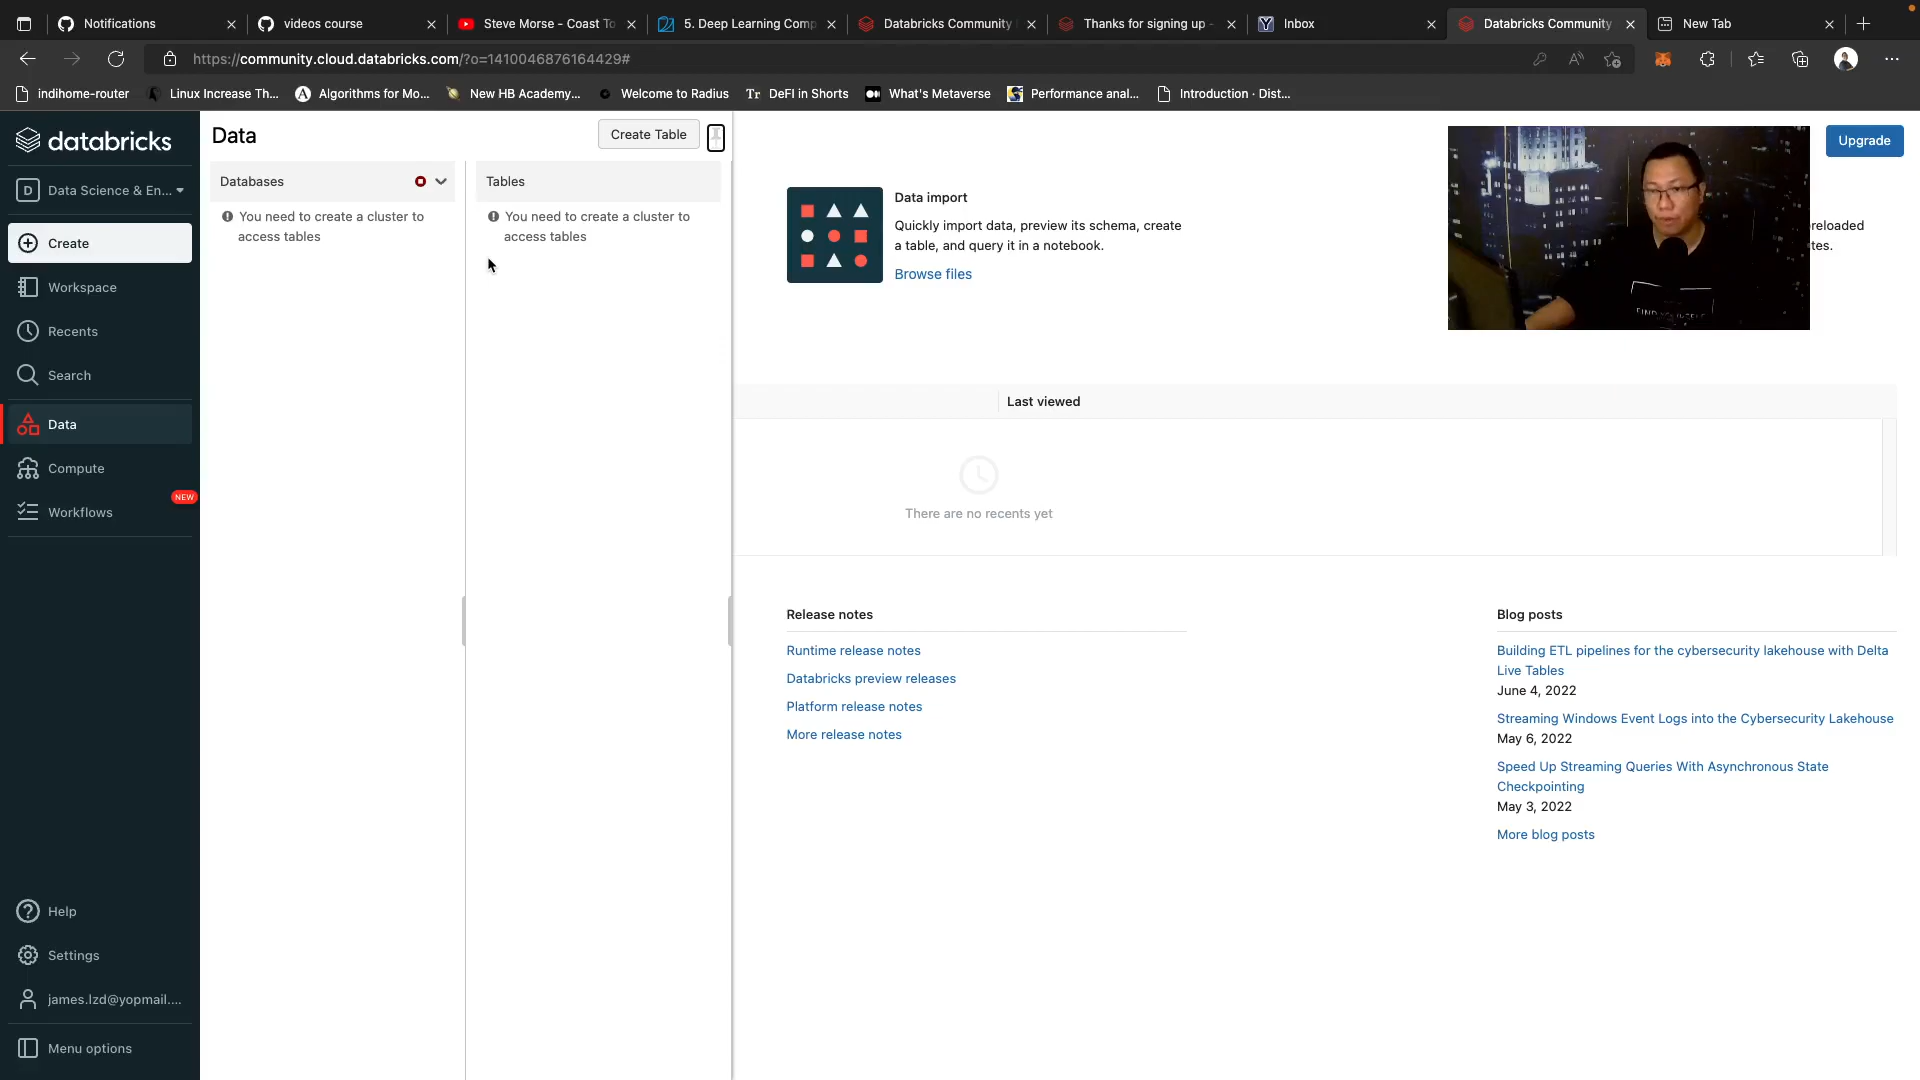 Notifications
videos course
Steve Morse - Coast To
5. Deep Learning Comp
Databricks Community
Thanks for signing up -
Inbox
Databricks Community
New Tab
https://community.cloud.databricks.com/?o=1410046876164429#
indihome-router
Linux Increase Th...
Algorithms for Mo...
New HB Academy,...
Welcome to Radius
Tr DeFI in Shorts
What's Metaverse
Performance anal...
Introduction · Dist...
databricks
Data
Create Table
Upgrade
D Data Science & En...
Databases
Tables
You need to create a cluster to
access tables
You need to create a cluster to
access tables
Data import
Quickly import data, preview its schema, create
a table, and query it in a notebook.
Browse files
reloaded
tes.
Create
Workspace
Recents
Search
Data
Compute
NEW
Workflows
Last viewed
There are no recents yet
Release notes
Runtime release notes
Databricks preview releases
Platform release notes
More release notes
Blog posts
Building ETL pipelines for the cybersecurity lakehouse with Delta
Live Tables
June 4, 2022
Streaming Windows Event Logs into the Cybersecurity Lakehouse
May 6, 2022
Speed Up Streaming Queries With Asynchronous State
Checkpointing
May 3, 2022
More blog posts
Help
Settings
james.lzd@yopmail....
Menu options